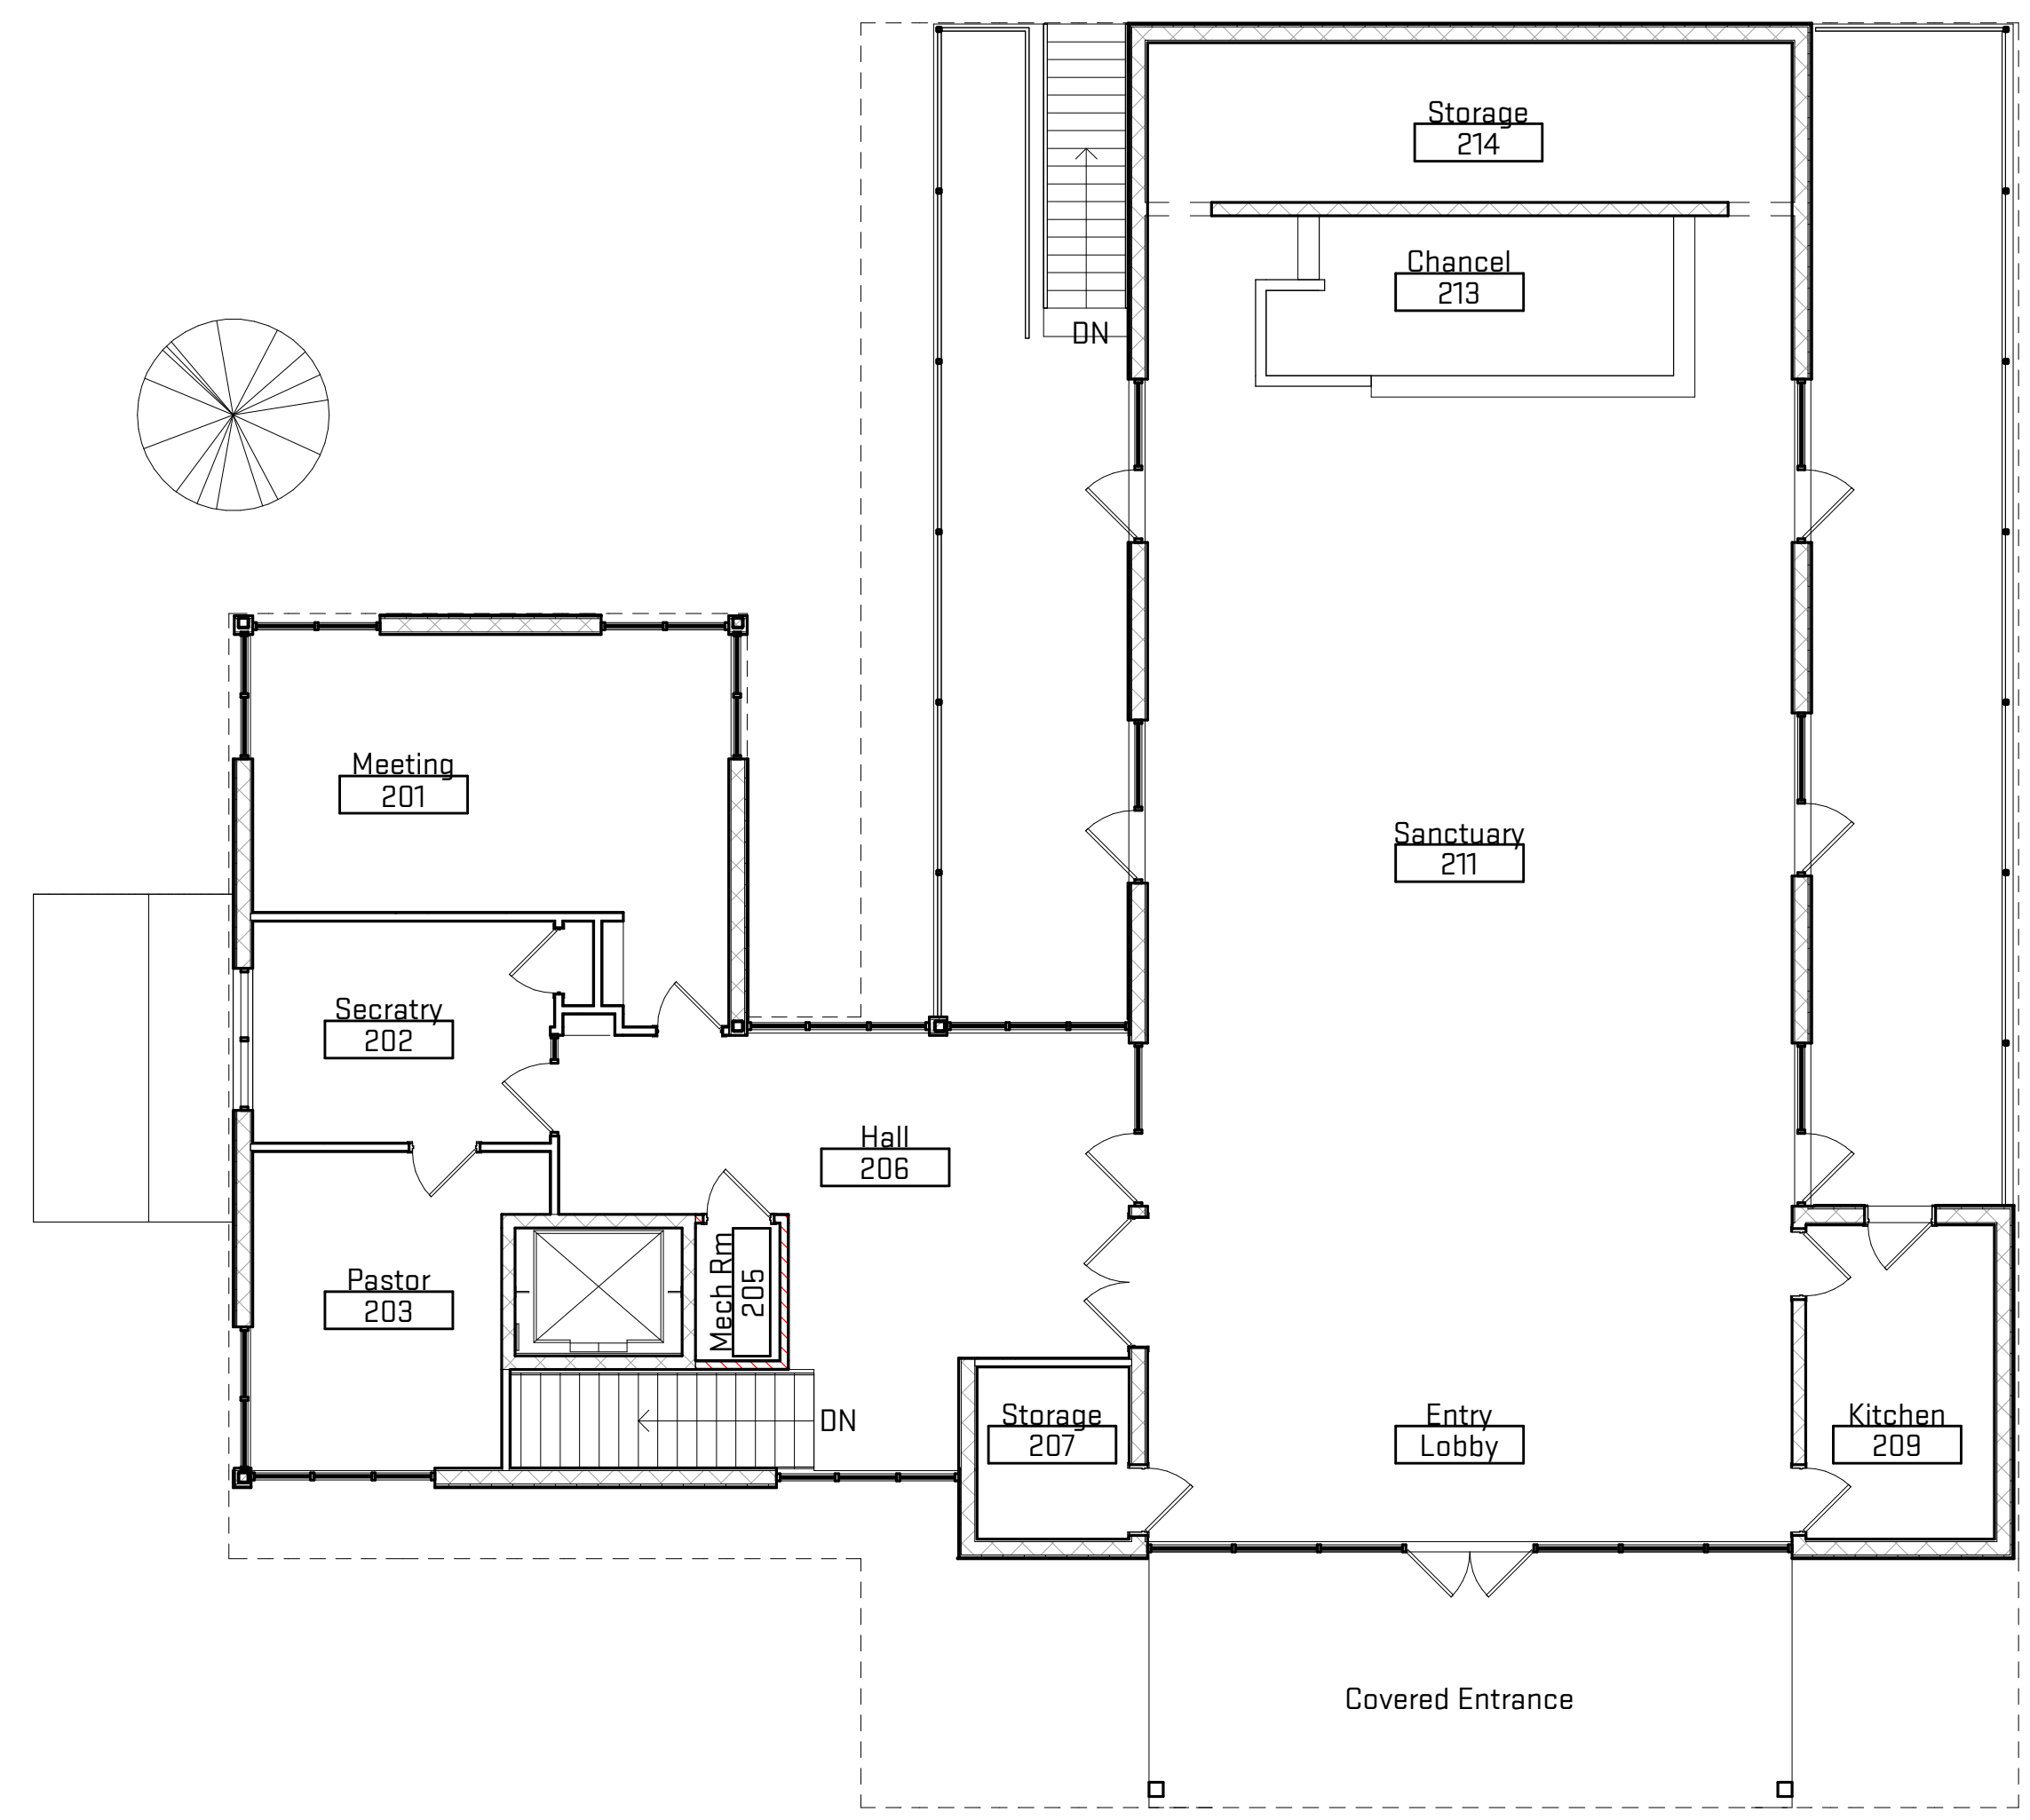 Storage
214
Chancel
213
DN
Meeting
201
Sanctuary
211
Secratry
202
Hall
206
Mech Rm
205
Pastor
203
DN
Storage
207
Entry
Lobby
Kitchen
209
Covered Entrance